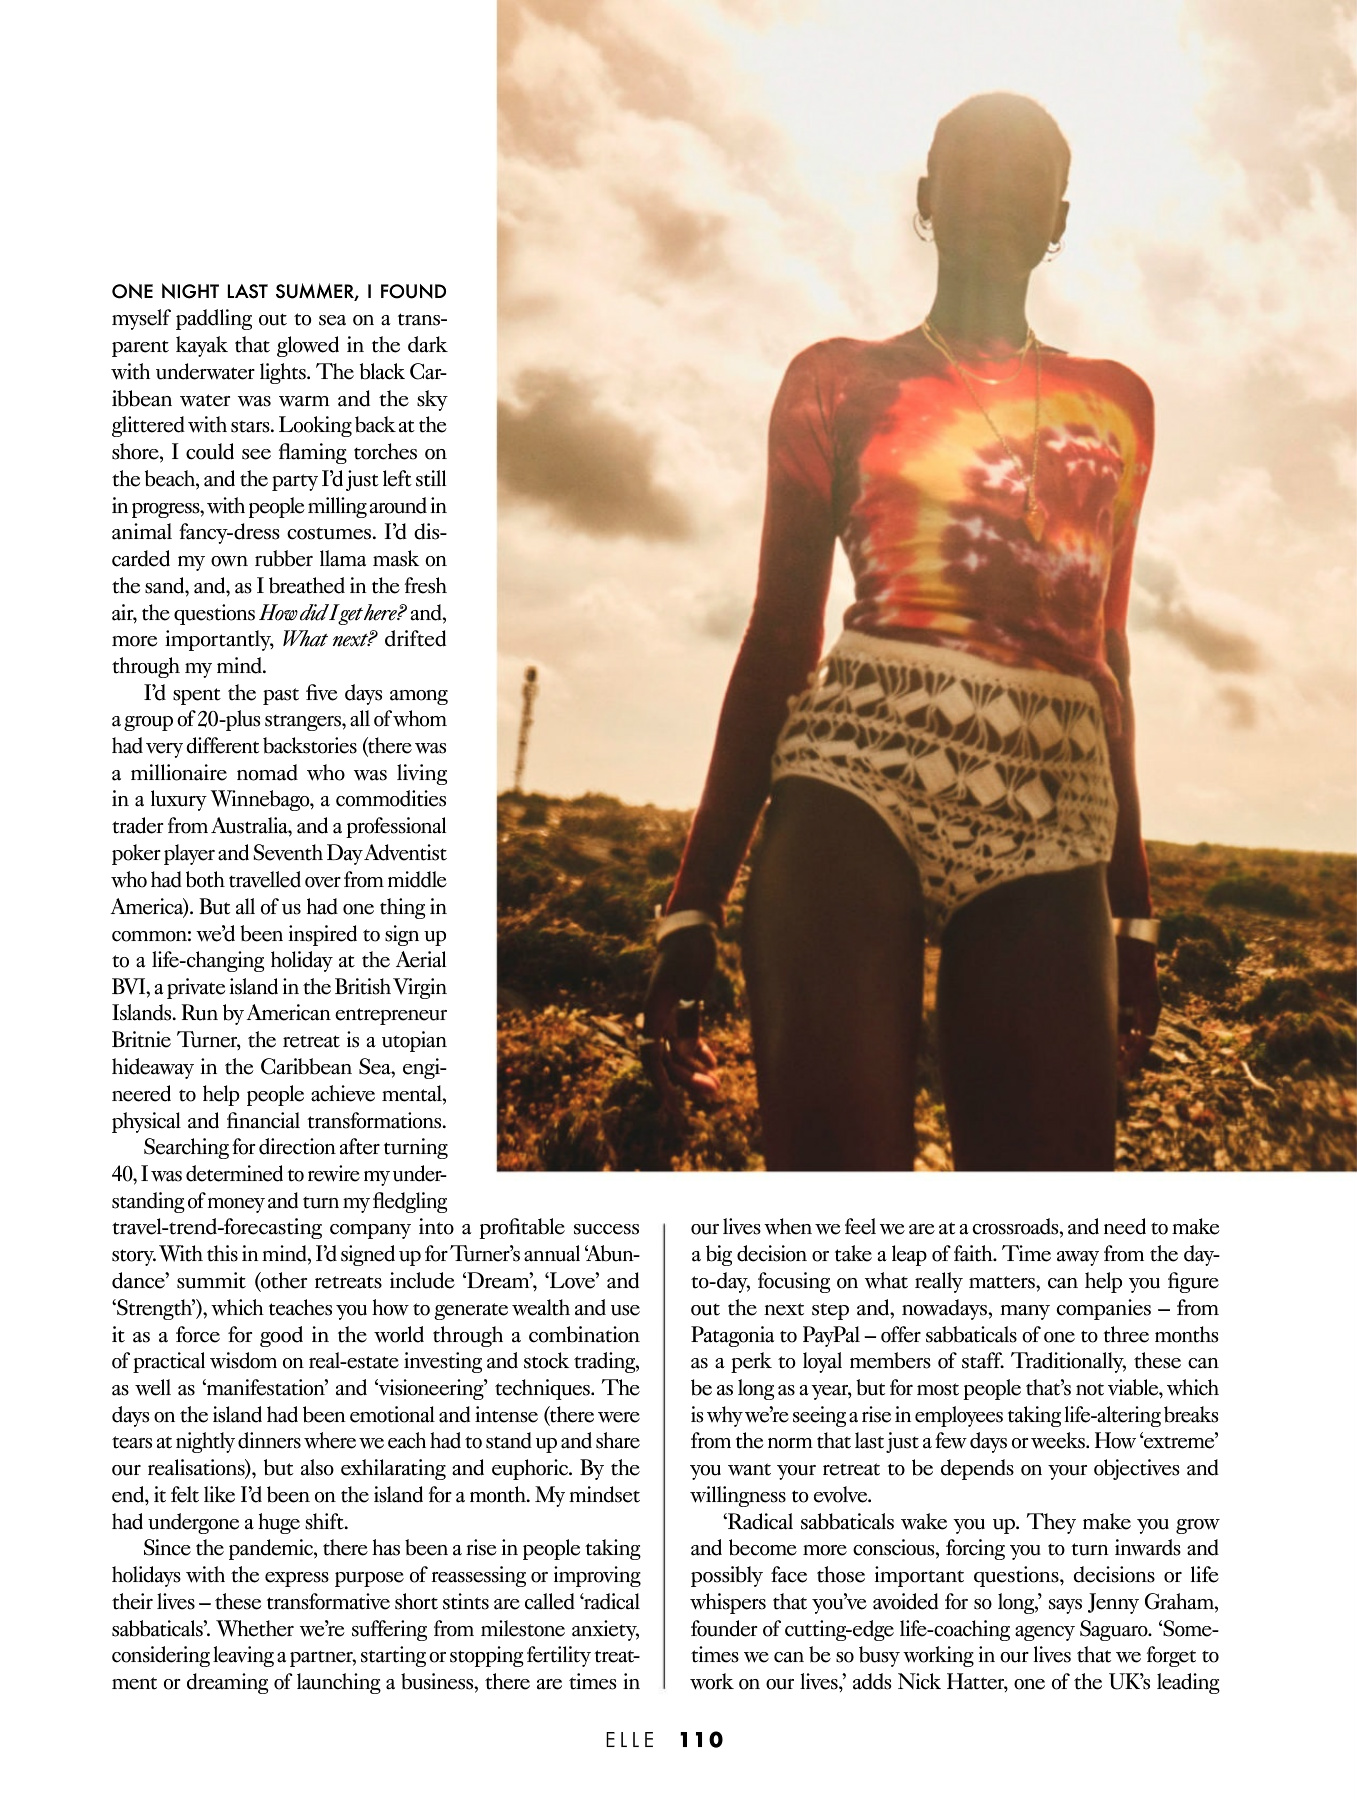 ONE NIGHT LAST SUMMER, I FOUND
myself paddling out to sea on a trans-
parent kayak that glowed in the dark
with underwater lights. The black Car-
ibbean water was warm and the sky
glittered with stars. Looking back at the
shore, I could see flaming torches on
the beach, and the party I’d just left still
in progress, with people milling around in
animal fancy-dress costumes. I’d dis-
carded my own rubber llama mask on
the sand, and, as I breathed in the fresh
air, the questions How did I get here? and,
more importantly, What next? drifted
through my mind.
I’d spent the past five days among
a group of 20-plus strangers, all of whom
had very different backstories (there was
a millionaire nomad who was living
in a luxury Winnebago, a commodities
trader from Australia, and a professional
poker player and Seventh Day Adventist
who had both travelled over from middle
America). But all of us had one thing in
common: we’d been inspired to sign up
to a life-changing holiday at the Aerial
BVI, a private island in the British Virgin
Islands. Run by American entrepreneur
Britnie Turner, the retreat is a utopian
hideaway in the Caribbean Sea, engi-
neered to help people achieve mental,
physical and financial transformations.
Searching for direction after turning
40, I was determined to rewire my under-
standing of money and turn my fledgling
travel-trend-forecasting company into a profitable success
story. With this in mind, I’d signed up for Turner’s annual ‘Abun-
dance’ summit (other retreats include ‘Dream’, ‘Love’ and
‘Strength’), which teaches you how to generate wealth and use
it as a force for good in the world through a combination
of practical wisdom on real-estate investing and stock trading,
as well as ‘manifestation’ and ‘visioneering’ techniques. The
days on the island had been emotional and intense (there were
tears at nightly dinners where we each had to stand up and share
our realisations), but also exhilarating and euphoric. By the
end, it felt like I’d been on the island for a month. My mindset
had undergone a huge shift.
Since the pandemic, there has been a rise in people taking
holidays with the express purpose of reassessing or improving
their lives – these transformative short stints are called ‘radical
sabbaticals’. Whether we’re suffering from milestone anxiety,
considering leaving a partner, starting or stopping fertility treat-
ment or dreaming of launching a business, there are times in
our lives when we feel we are at a crossroads, and need to make
a big decision or take a leap of faith. Time away from the day-
to-day, focusing on what really matters, can help you figure
out the next step and, nowadays, many companies – from
Patagonia to PayPal – offer sabbaticals of one to three months
as a perk to loyal members of staff. Traditionally, these can
be as long as a year, but for most people that’s not viable, which
is why we’re seeing a rise in employees taking life-altering breaks
from the norm that last just a few days or weeks. How ‘extreme’
you want your retreat to be depends on your objectives and
willingness to evolve.
‘Radical sabbaticals wake you up. They make you grow
and become more conscious, forcing you to turn inwards and
possibly face those important questions, decisions or life
whispers that you’ve avoided for so long,’ says Jenny Graham,
founder of cutting-edge life-coaching agency Saguaro. ‘Some-
times we can be so busy working in our lives that we forget to
work on our lives,’ adds Nick Hatter, one of the UK’s leading
ELLE 110